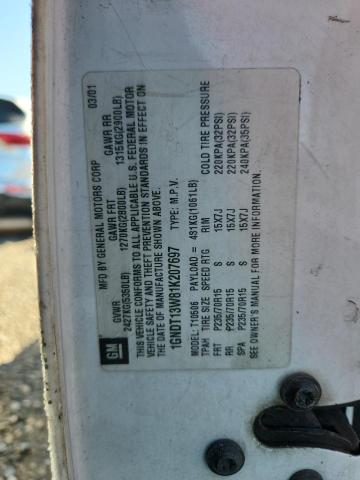 GM
MFD BY GENERAL MOTORS CORP 03/01
GVWR GAWR FRT GAWR RR
2427KG(5350LB) 1270KG(2800LB) 1315KG(2900LB)
THIS VEHICLE CONFORMS TO ALL APPLICABLE U.S. FEDERAL MOTOR
VEHICLE SAFETY AND THEFT PREVENTION STANDARDS IN EFFECT ON
THE DATE OF MANUFACTURE SHOWN ABOVE.
1GNDT13W81K207697 TYPE: M.P.V.
MODEL: T10506 PAYLOAD = 481KG(1061LB)
TPAH TIRE SIZE SPEED RTG RIM COLD TIRE PRESSURE
FRT P235/70R15 S 15X7J 220KPA(32PSI)
RR P235/70R15 S 15X7J 220KPA(32PSI)
SPA P235/70R15 S 15X7J 240KPA(35PSI)
SEE OWNER'S MANUAL FOR ADDITIONAL INFORMATION